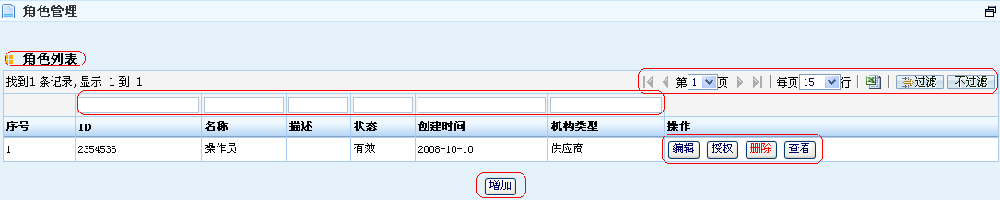 角色管理
角色列表
找到1 条记录, 显示 1 到 1 第 1 页 每页 15 行 过滤 不过滤
序号 ID 名称 描述 状态 创建时间 机构类型 操作
1 2354536 操作员 有效 2008-10-10 供应商 编辑 授权 删除 查看
增加